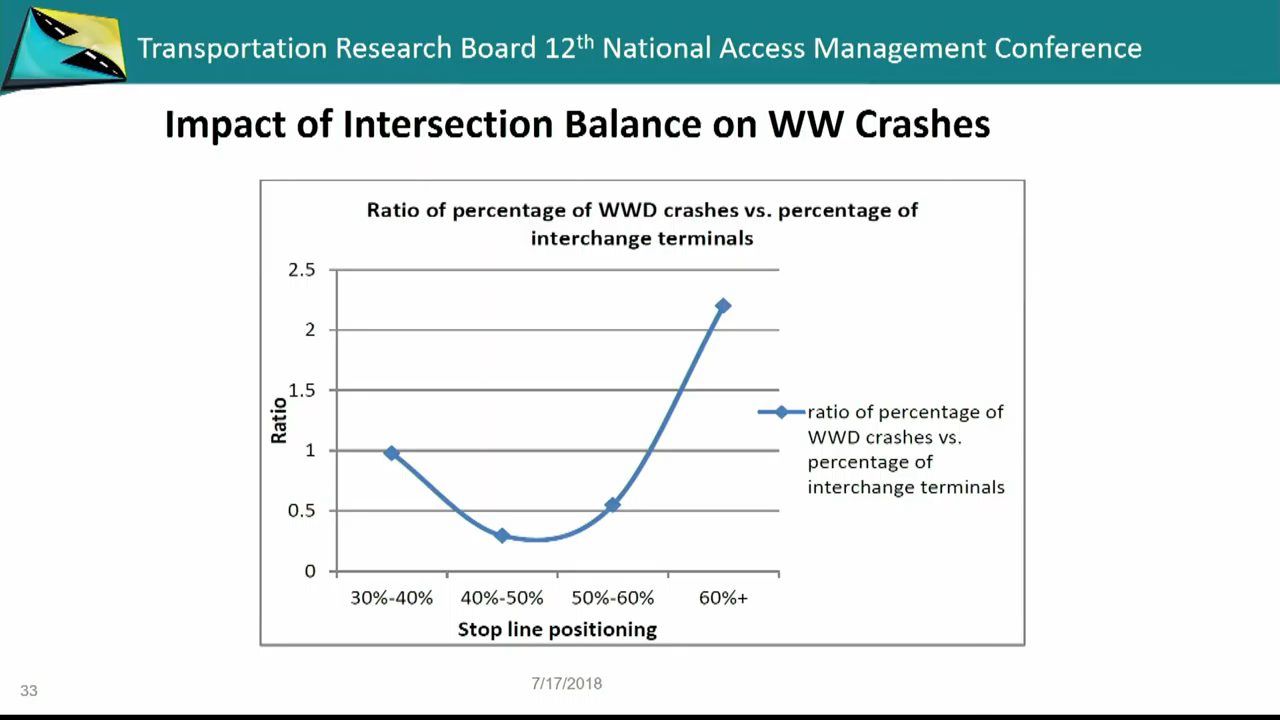 Transportation Research Board 12th National Access Management Conference
Impact of Intersection Balance on WW Crashes
Ratio of percentage of WWD crashes vs. percentage of
interchange terminals
2.5
2
1.5
1
0.5
0
Ratio
30%-40% 40%-50% 50%-60% 60%+
Stop line positioning
ratio of percentage of
WWD crashes vs.
percentage of
interchange terminals
33
7/17/2018